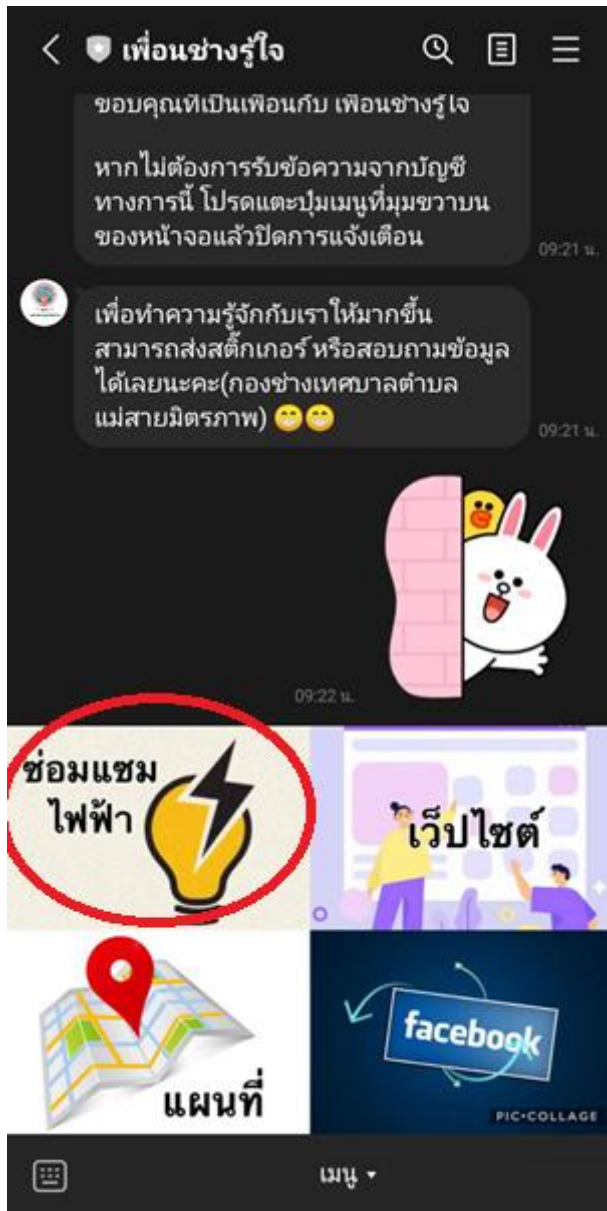 เพื่อนช่างรู้ใจ
ขอบคุณที่เป็นเพื่อนกับ เพื่อนช่างรู้ใจ
หากไม่ต้องการรับข้อความจากบัญชี
ทางการนี้ โปรดแตะปุ่มเมนูที่มุมขวาบน
ของหน้าจอแล้วปิดการแจ้งเตือน
09:21 น.
เพื่อทำความรู้จักกับเราให้มากขึ้น
สามารถส่งสติ๊กเกอร์ หรือสอบถามข้อมูล
ได้เลยนะคะ(กองช่างเทศบาลตำบล
แม่สายมิตรภาพ) 😁😁
09:21 น.
09:22 น.
ซ่อมแซม
ไฟฟ้า
เว็ปไซต์
แผนที่
facebook
PIC•COLLAGE
เมนู